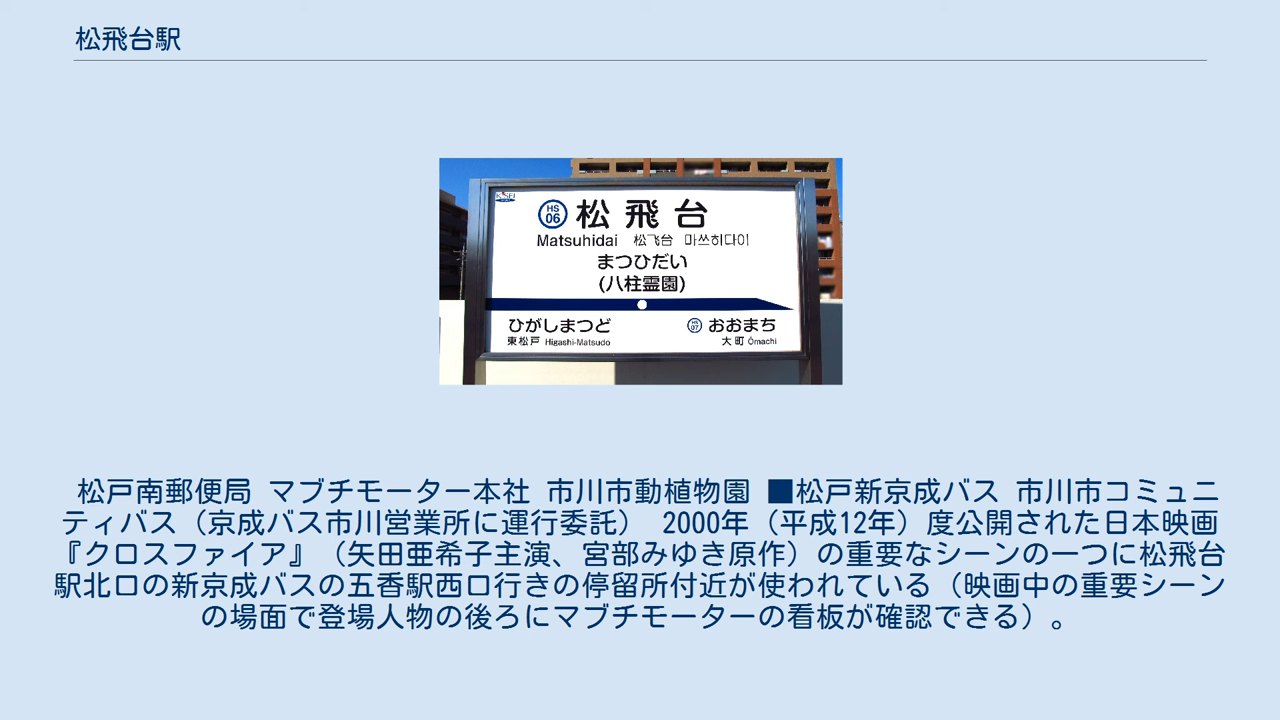 松飛台駅
KSEI
HS
06
松飛台
Matsuhidai 松飞台 마쓰히다이
まつひだい
(八柱霊園)
ひがしまつど
HS
07
おおまち
東松戸 Higashi-Matsudo
大町 Ōmachi
松戸南郵便局 マブチモーター本社 市川市動植物園 ■松戸新京成バス 市川市コミュニ
ティバス（京成バス市川営業所に運行委託） 2000年（平成12年）度公開された日本映画
『クロスファイア』（矢田亜希子主演、宮部みゆき原作）の重要なシーンの一つに松飛台
駅北口の新京成バスの五香駅西口行きの停留所付近が使われている（映画中の重要シーン
の場面で登場人物の後ろにマブチモーターの看板が確認できる）。